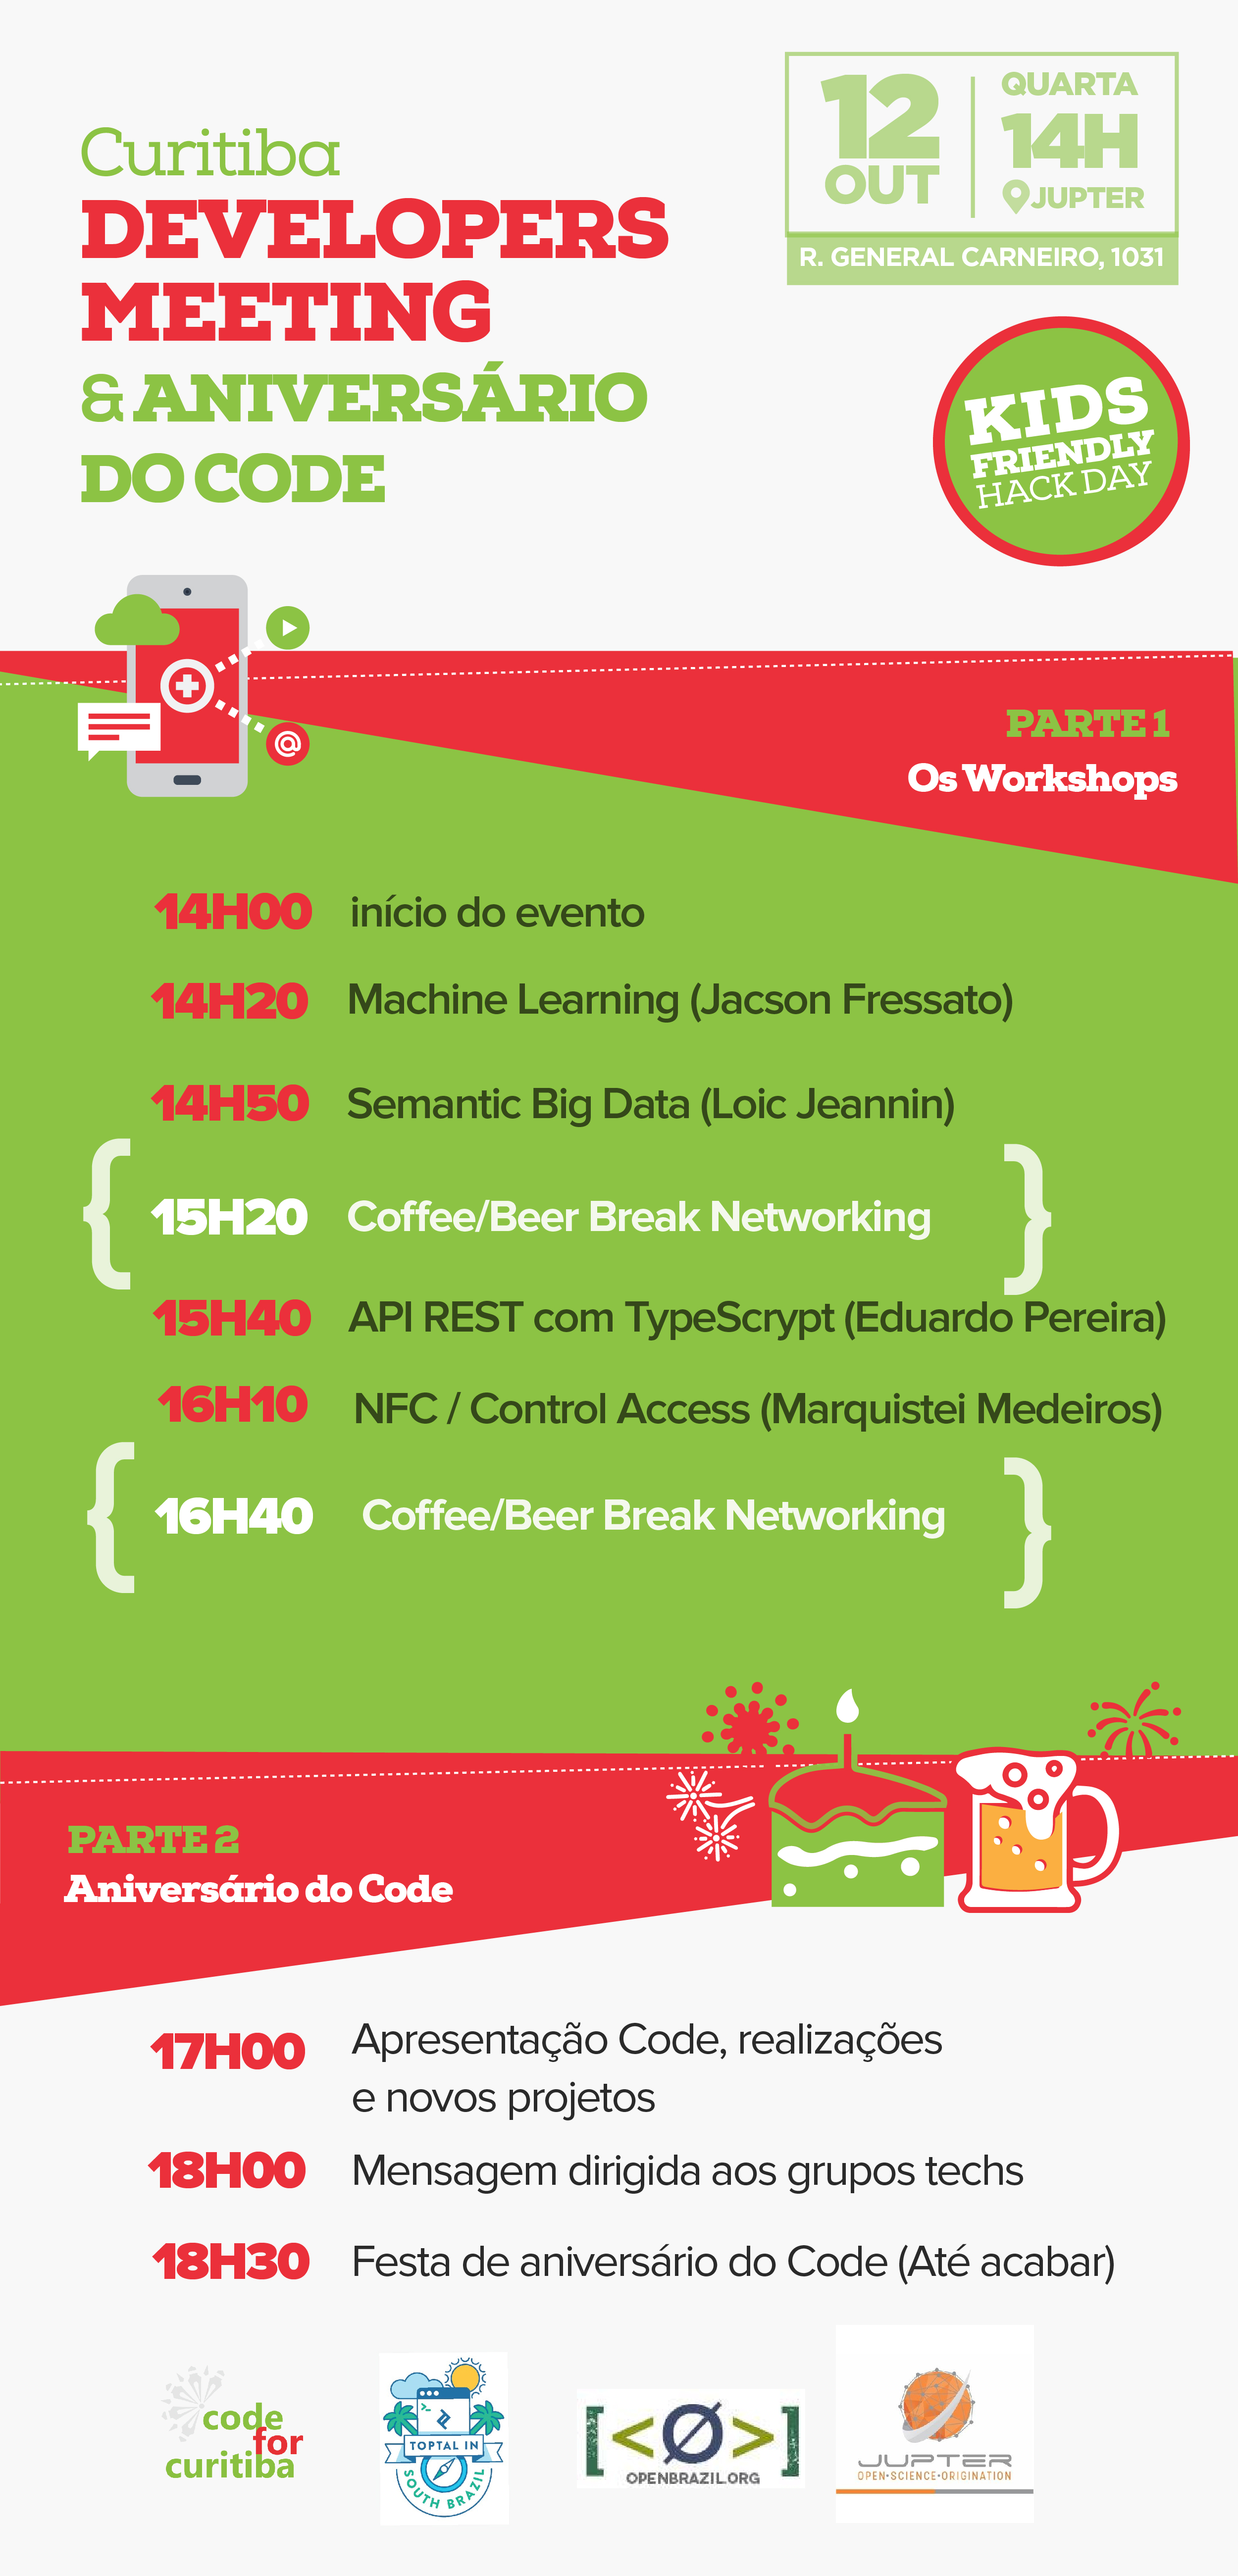 Curitiba
DEVELOPERS
MEETING
& ANIVERSÁRIO
DO CODE
12
OUT
QUARTA
14H
JUPTER
R. GENERAL CARNEIRO, 1031
KIDS
FRIENDLY
HACK DAY
PARTE 1
Os Workshops
14H00 início do evento
14H20 Machine Learning (Jacson Fressato)
14H50 Semantic Big Data (Loic Jeannin)
{ 15H20 Coffee/Beer Break Networking }
15H40 API REST com TypeScrypt (Eduardo Pereira)
16H10 NFC / Control Access (Marquistei Medeiros)
{ 16H40 Coffee/Beer Break Networking }
PARTE 2
Aniversário do Code
17H00 Apresentação Code, realizações
e novos projetos
18H00 Mensagem dirigida aos grupos techs
18H30 Festa de aniversário do Code (Até acabar)
code
for
curitiba
TOPTAL IN
SOUTH BRAZIL
[<Ø>]
OPENBRAZIL.ORG
JUPTER
OPEN•SCIENCE•ORIGINATION